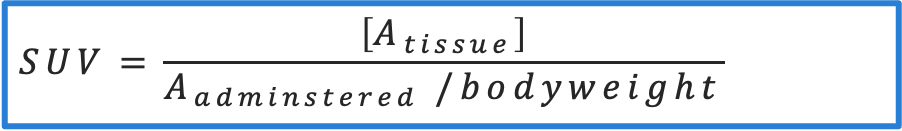 SUV = [A_tissue] / (A_adminstered / bodyweight)